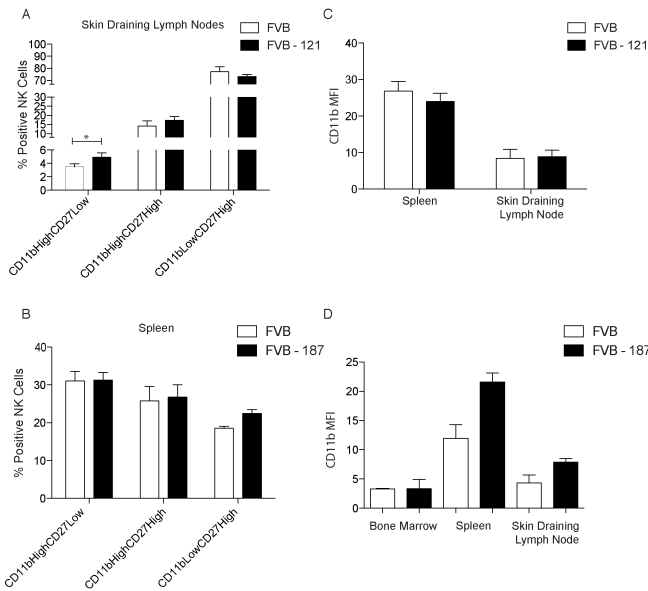 A
Skin Draining Lymph Nodes
FVB
FVB - 121
% Positive NK Cells
100
90
80
70
30
25
20
15
10
6
4
2
0
*
CD11bHighCD27Low
CD11bHighCD27High
CD11bLowCD27High
C
FVB
FVB - 121
CD11b MFI
40
30
20
10
0
Spleen
Skin Draining
Lymph Node
B
Spleen
FVB
FVB - 187
% Positive NK Cells
40
30
20
10
0
CD11bHighCD27Low
CD11bHighCD27High
CD11bLowCD27High
D
FVB
FVB - 187
CD11b MFI
25
20
15
10
5
0
Bone Marrow
Spleen
Skin Draining
Lymph Node